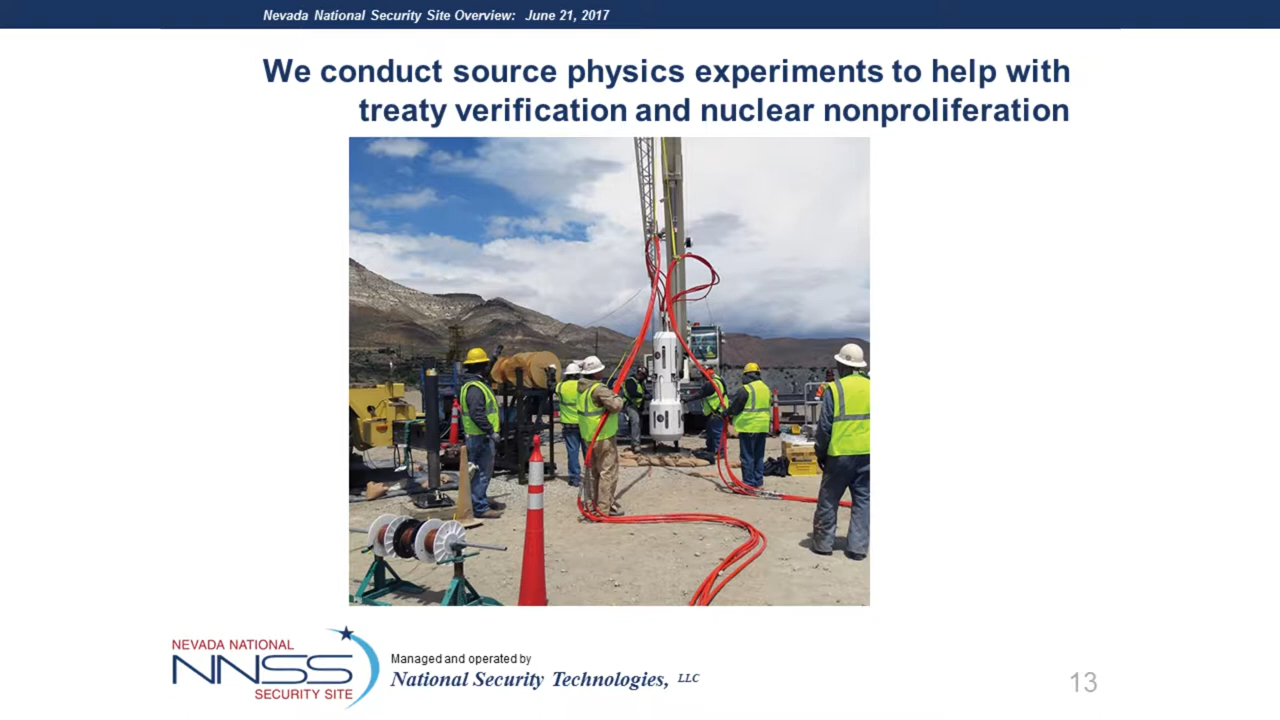 Nevada National Security Site Overview:  June 21, 2017
We conduct source physics experiments to help with
treaty verification and nuclear nonproliferation
NEVADA NATIONAL
NNSS
SECURITY SITE
Managed and operated by
National Security Technologies, LLC
13